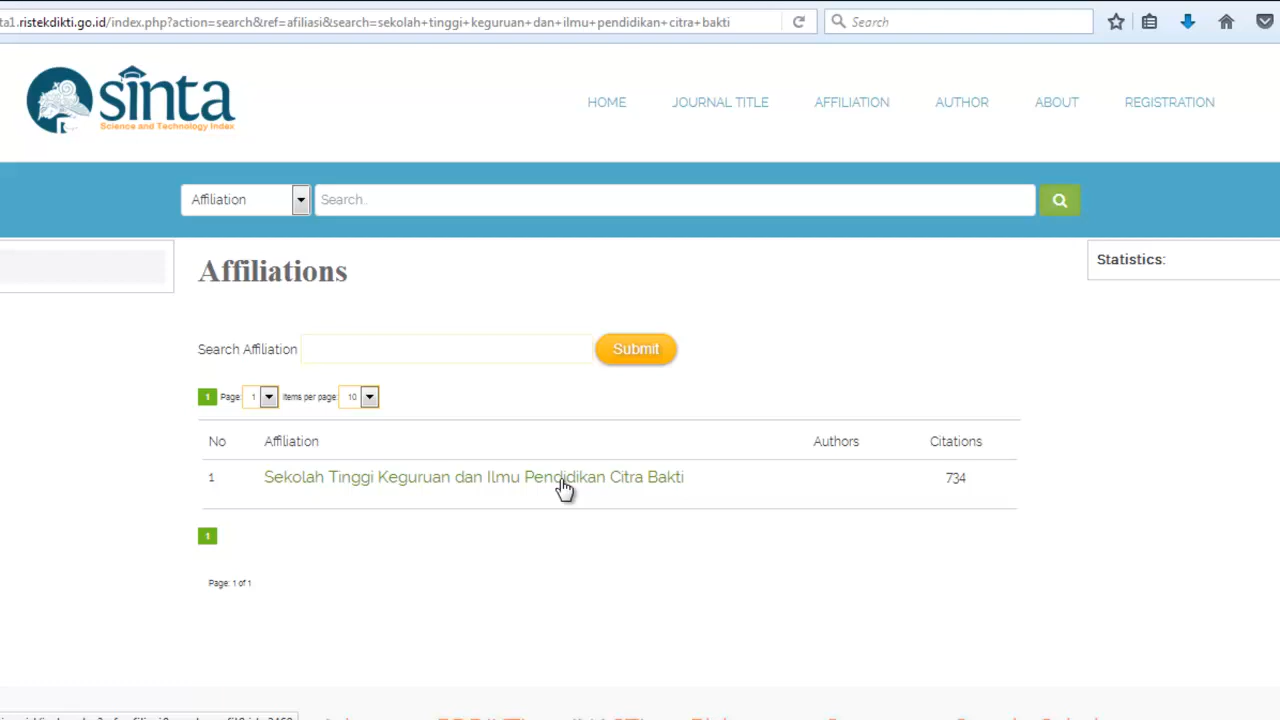 ta1.ristekdikti.go.id/index.php?action=search&ref=afiliasi&search=sekolah+tinggi+keguruan+dan+ilmu+pendidikan+citra+bakti
Search
sinta
Science and Technology Index
HOME
JOURNAL TITLE
AFFILIATION
AUTHOR
ABOUT
REGISTRATION
Affiliation
Search..
Affiliations
Statistics:
Search Affiliation
Submit
1 Page: 1 Items per page: 10
No Affiliation Authors Citations
1 Sekolah Tinggi Keguruan dan Ilmu Pendidikan Citra Bakti 734
1
Page: 1 of 1